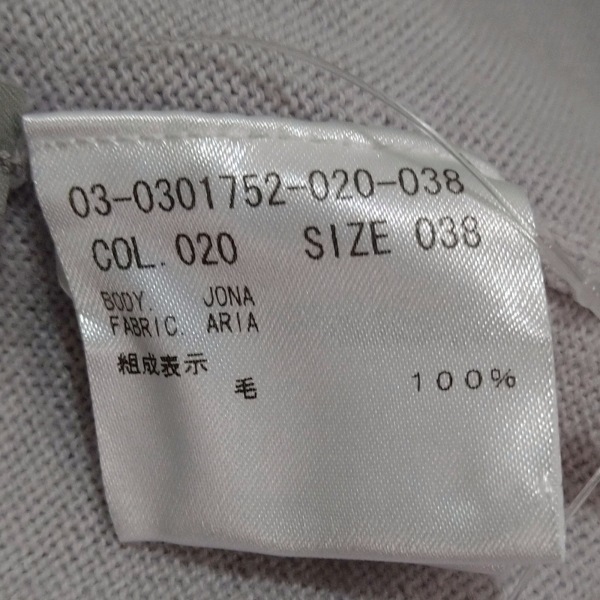 03-0301752-020-038
COL. 020 SIZE 038
BODY. JONA
FABRIC. ARIA
組成表示
毛 100%